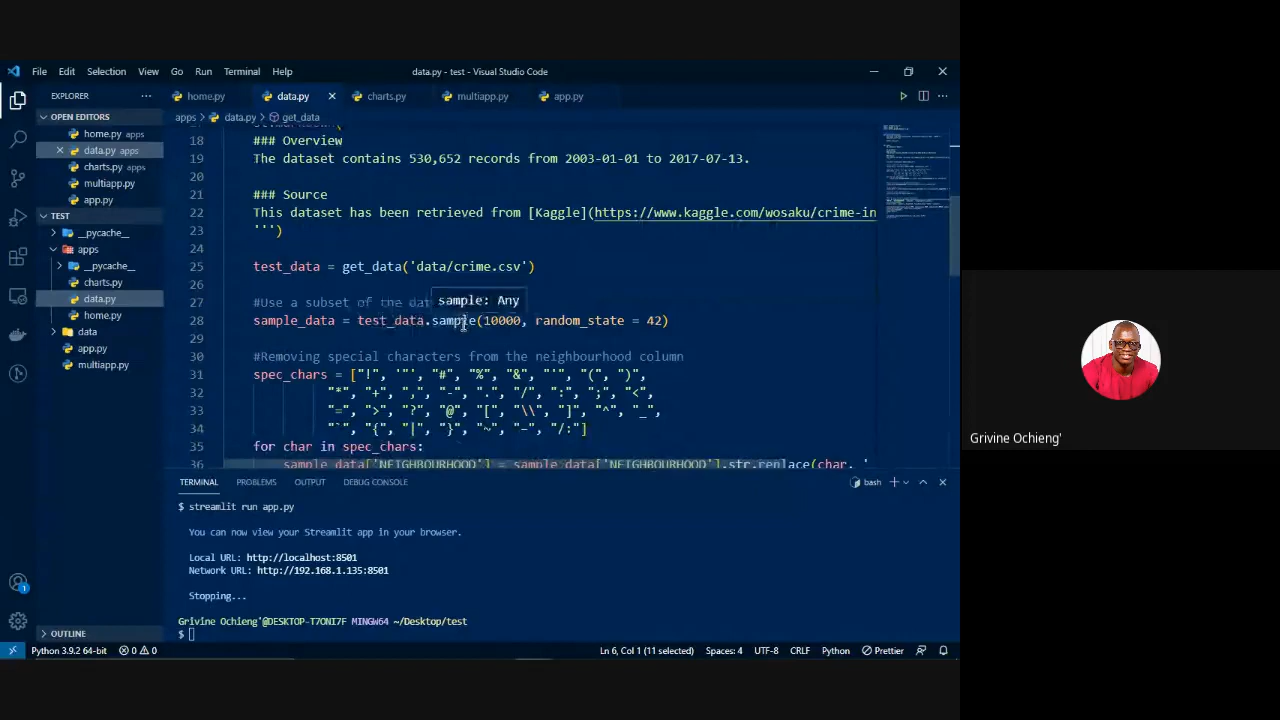 File Edit Selection View Go Run Terminal Help
data.py - test - Visual Studio Code
EXPLORER ...
home.py data.py charts.py multiapp.py app.py
apps > data.py > get_data
OPEN EDITORS
home.py apps
data.py apps
charts.py apps
multiapp.py
app.py
TEST
__pycache__
apps
__pycache__
charts.py
data.py
home.py
data
app.py
multiapp.py
OUTLINE
18 ### Overview
19 The dataset contains 530,652 records from 2003-01-01 to 2017-07-13.
20
21 ### Source
22 This dataset has been retrieved from [Kaggle](https://www.kaggle.com/wosaku/crime-in
23 ''')
24
25 test_data = get_data('data/crime.csv')
26
sample: Any
27 #Use a subset of the dat
28 sample_data = test_data.sample(10000, random_state = 42)
29
30 #Removing special characters from the neighbourhood column
31 spec_chars = ["!", '"', "#", "%", "&", "'", "(", ")",
32 "*", "+", ",", "-", ".", "/", ":", ";", "<",
33 "=", ">", "?", "@", "[", "\\", "]", "^", "_",
34 "`", "{", "|", "}", "~", "–", "/:"]
35 for char in spec_chars:
36 sample_data['NEIGHBOURHOOD'] = sample_data['NEIGHBOURHOOD'].str.replace(char, '
TERMINAL PROBLEMS OUTPUT DEBUG CONSOLE
bash
$ streamlit run app.py
You can now view your Streamlit app in your browser.
Local URL: http://localhost:8501
Network URL: http://192.168.1.135:8501
Stopping...
Grivine Ochieng'@DESKTOP-T7ONI7F MINGW64 ~/Desktop/test
$
Python 3.9.2 64-bit 0 0 Ln 6, Col 1 (11 selected) Spaces: 4 UTF-8 CRLF Python Prettier
1
Grivine Ochieng'